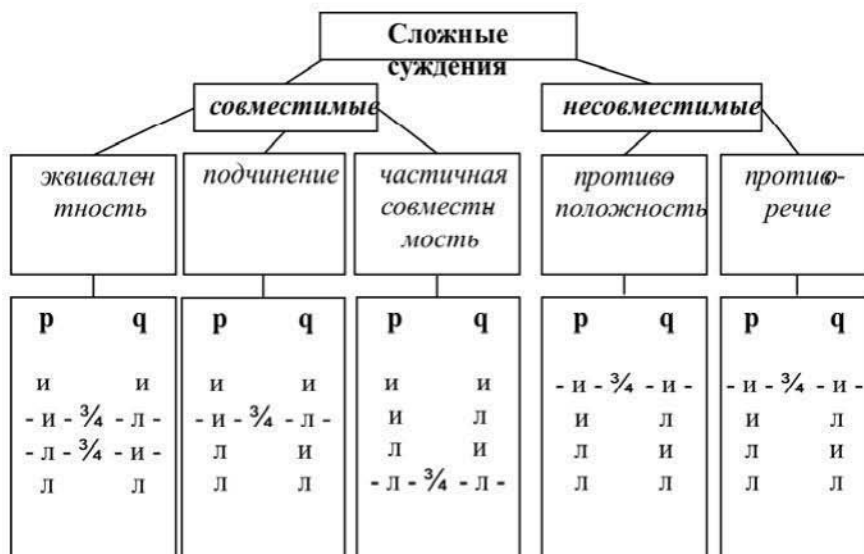 Сложные
суждения
совместимые
несовместимые
эквивален
тность
подчинение
частичная
совмести
мость
противо
положность
противо-
речие
p q
и и
- и - ¾ - л -
- л - ¾ - и -
л л
p q
и и
- и - ¾ - л -
л и
л л
p q
и и
и л
л и
- л - ¾ - л -
p q
- и - ¾ - и -
и л
л и
л л
p q
- и - ¾ - и -
и л
л и
л л